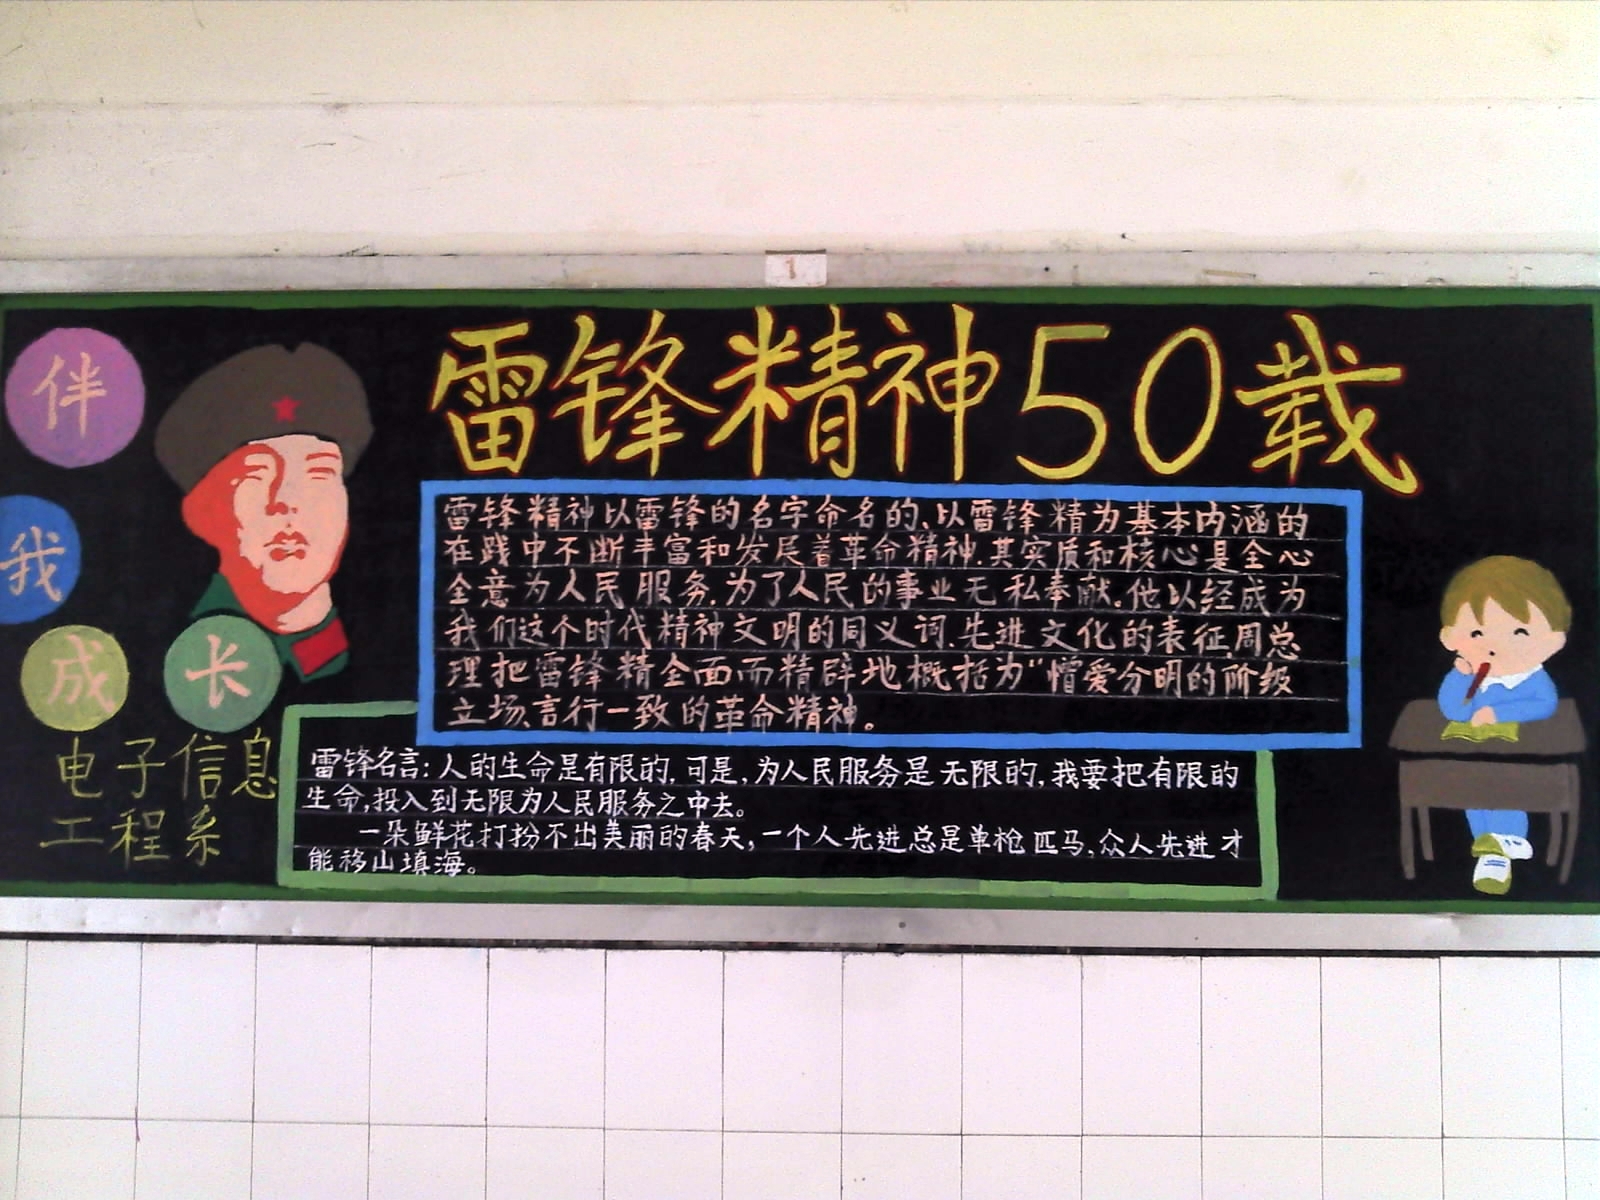 1
雷锋精神50载
伴
我
成
长
雷锋精神以雷锋的名字命名的、以雷锋精为基本内涵的
在践中不断丰富和发展着革命精神.其实质和核心是全心
全意为人民服务.为了人民的事业无私奉献。他以经成为
我们这个时代精神文明的同义词.先进文化的表征.周总
理把雷锋精全面而精辟地概括为“憎爱分明的阶级
立场、言行一致的革命精神。
电子信息
工程系
雷锋名言:人的生命是有限的,可是,为人民服务是无限的,我要把有限的
生命,投入到无限为人民服务之中去。
一朵鲜花打扮不出美丽的春天,一个人先进总是单枪匹马,众人先进才
能移山填海。